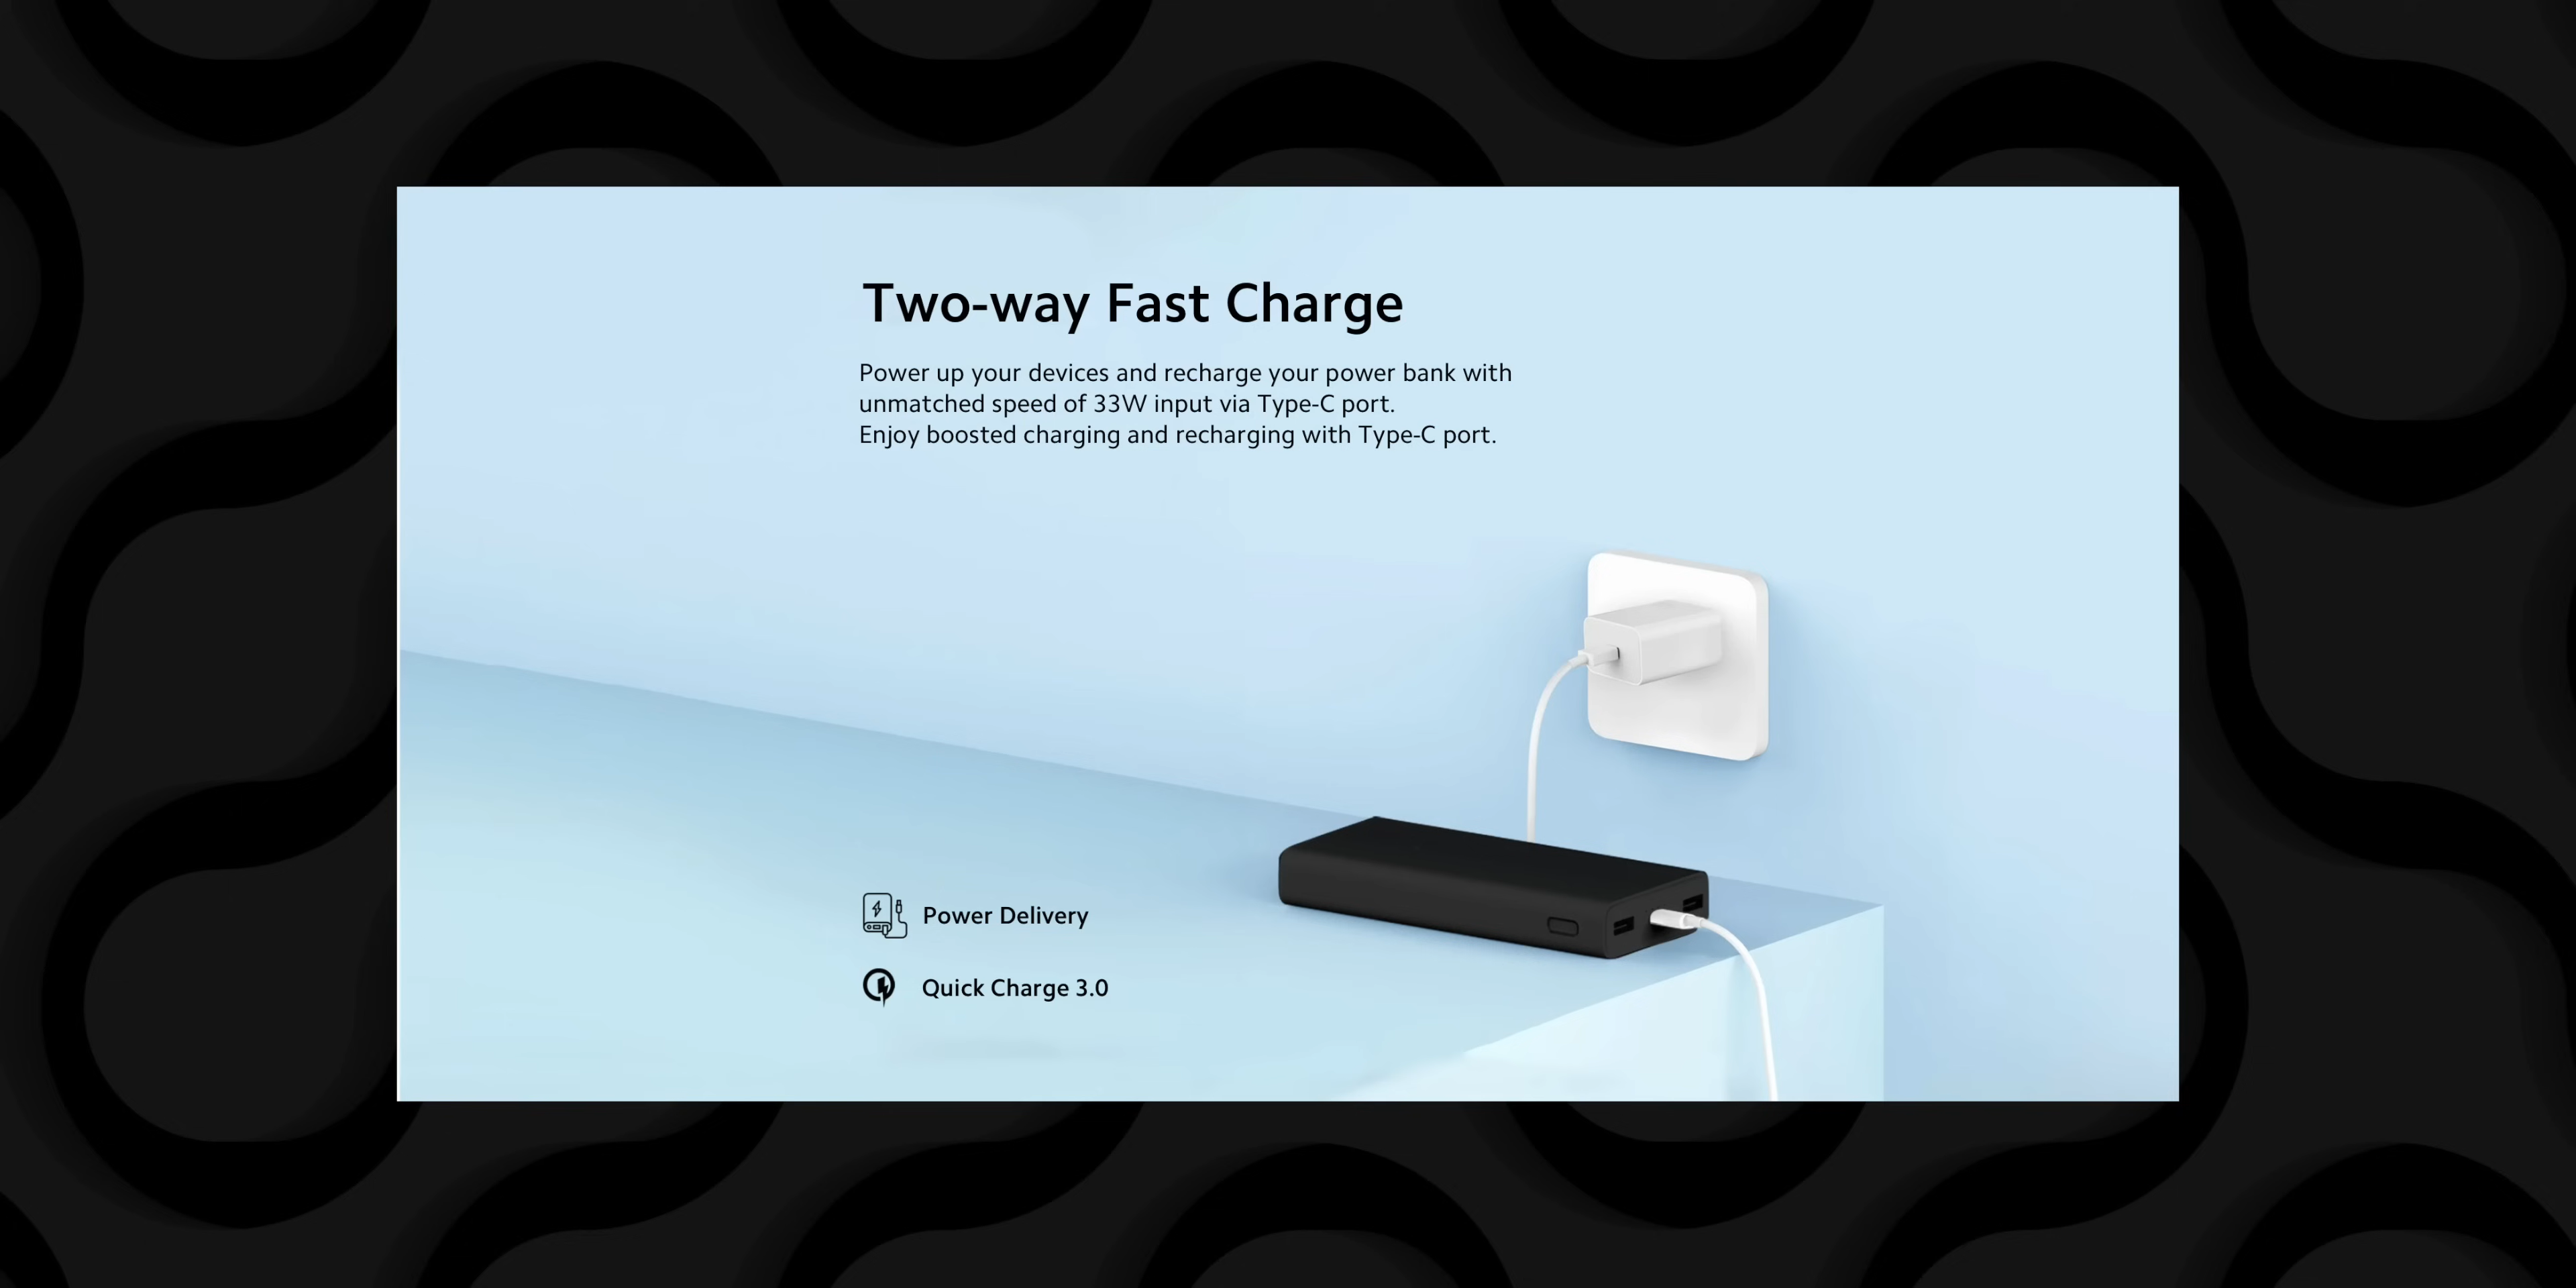 Two-way Fast Charge
Power up your devices and recharge your power bank with
unmatched speed of 33W input via Type-C port.
Enjoy boosted charging and recharging with Type-C port.
Power Delivery
Quick Charge 3.0